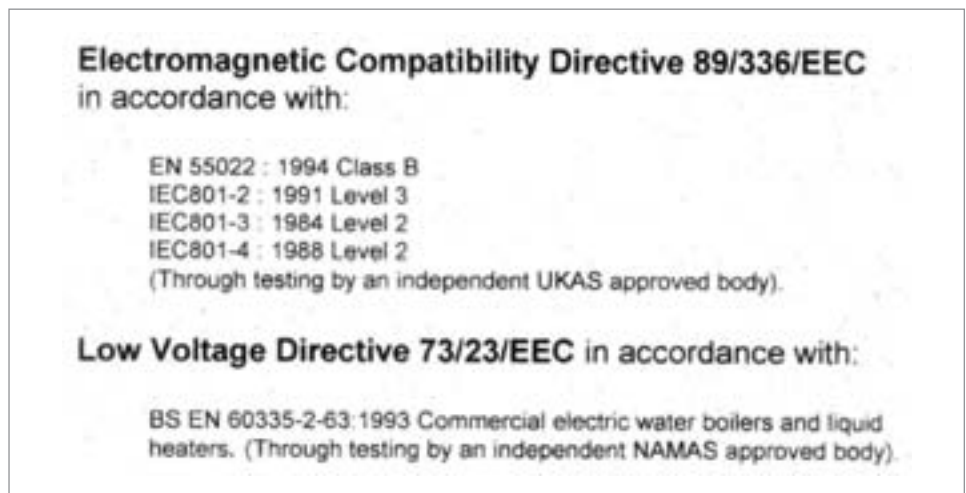 Electromagnetic Compatibility Directive 89/336/EEC
in accordance with:
EN 55022 : 1994 Class B
IEC801-2 : 1991 Level 3
IEC801-3 : 1984 Level 2
IEC801-4 : 1988 Level 2
(Through testing by an independent UKAS approved body).
Low Voltage Directive 73/23/EEC in accordance with:
BS EN 60335-2-63:1993 Commercial electric water boilers and liquid
heaters. (Through testing by an independent NAMAS approved body).